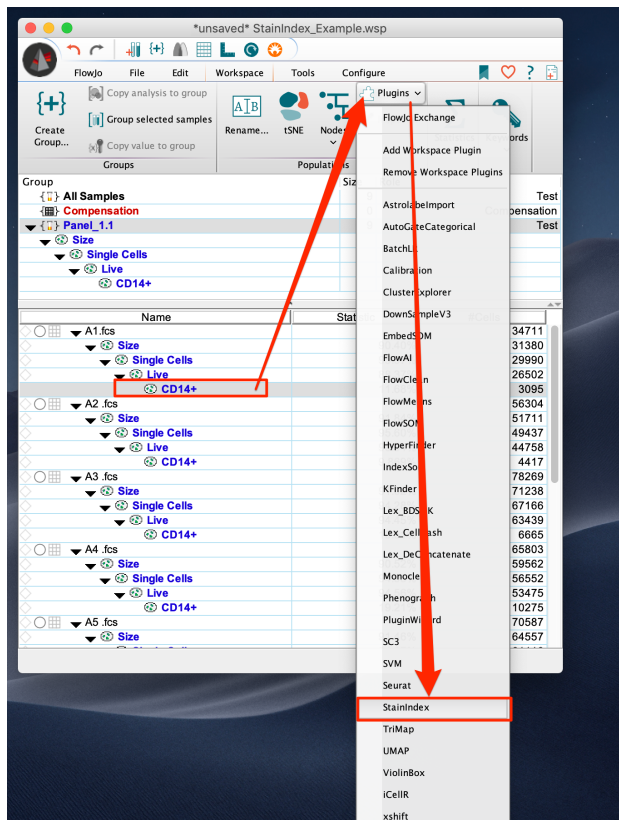 *unsaved* StainIndex_Example.wsp
FlowJo File Edit Workspace Tools Configure
Plugins
Copy analysis to group
Group selected samples
Copy value to group
Create Group...
Rename...
tSNE
Groups
FlowJo Exchange
Add Workspace Plugin
Remove Workspace Plugins
AstrolabeImport
AutoGateCategorical
Calibration
ClusterExplorer
DownSampleV3
EmbedSOM
FlowAI
FlowClean
FlowMeans
FlowSOM
HyperFinder
KFinder
Lex_DeConcatenate
Monocle
Phenograph
PluginWizard
SC3
SVM
Seurat
StainIndex
TriMap
UMAP
ViolinBox
iCellR
xshift
Group
All Samples Test
Compensation
Panel_1.1 Test
Size
Single Cells
Live
CD14+
Name
A1.fcs 34711
Size 31380
Single Cells 29990
Live 26502
CD14+ 3095
A2 .fcs 56304
Size 51711
Single Cells 49437
Live 44758
CD14+ 4417
A3 .fcs 78269
Size 71238
Single Cells 67166
Live 63439
CD14+ 6665
A4 .fcs 65803
Size 59562
Single Cells 56552
Live 53475
CD14+ 10275
A5 .fcs 70587
Size 64557